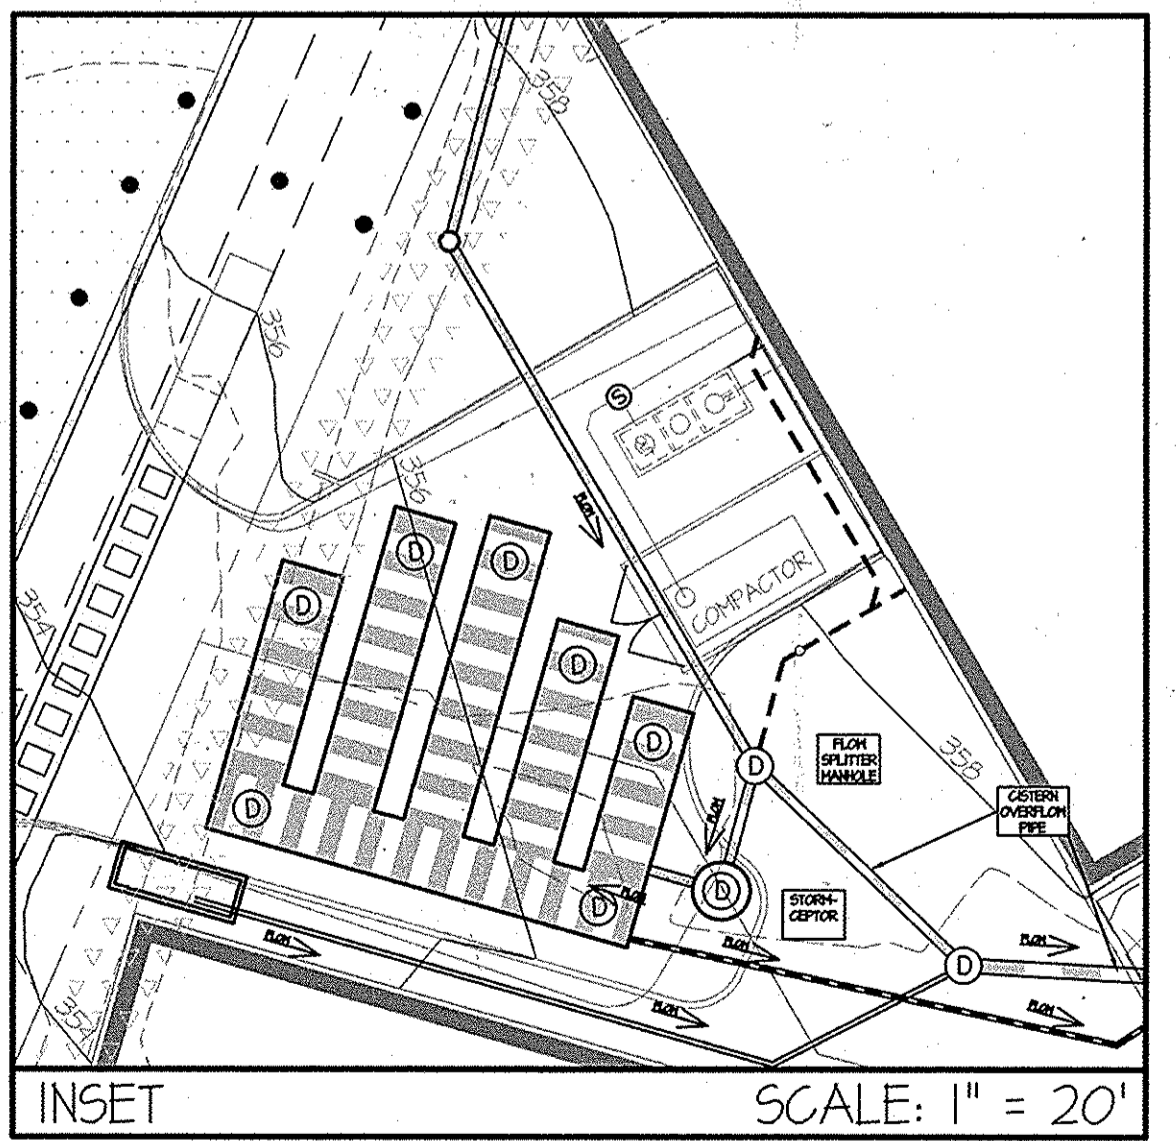 358
356
S
FLOW
356
COMPACTOR
D
D
D
D
D
D
D
D
D
D
354
FLOW
SPLITTER
MANHOLE
358
CISTERN
OVERFLOW
PIPE
FLOW
FLOW
STORM-
CEPTOR
FLOW
FLOW
FLOW
FLOW
FLOW
INSET
SCALE: 1" = 20'